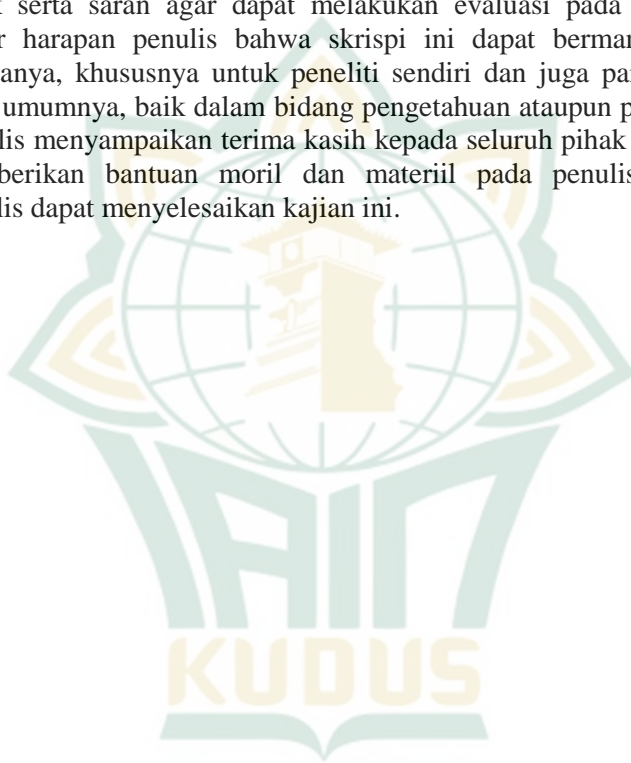 k serta saran agar dapat melakukan evaluasi pada
r harapan penulis bahwa skrispi ini dapat berman
anya, khususnya untuk peneliti sendiri dan juga par
umumnya, baik dalam bidang pengetahuan ataupun p
lis menyampaikan terima kasih kepada seluruh pihak
berikan bantuan moril dan materiil pada penulis
lis dapat menyelesaikan kajian ini.
IAIN
KUDUS